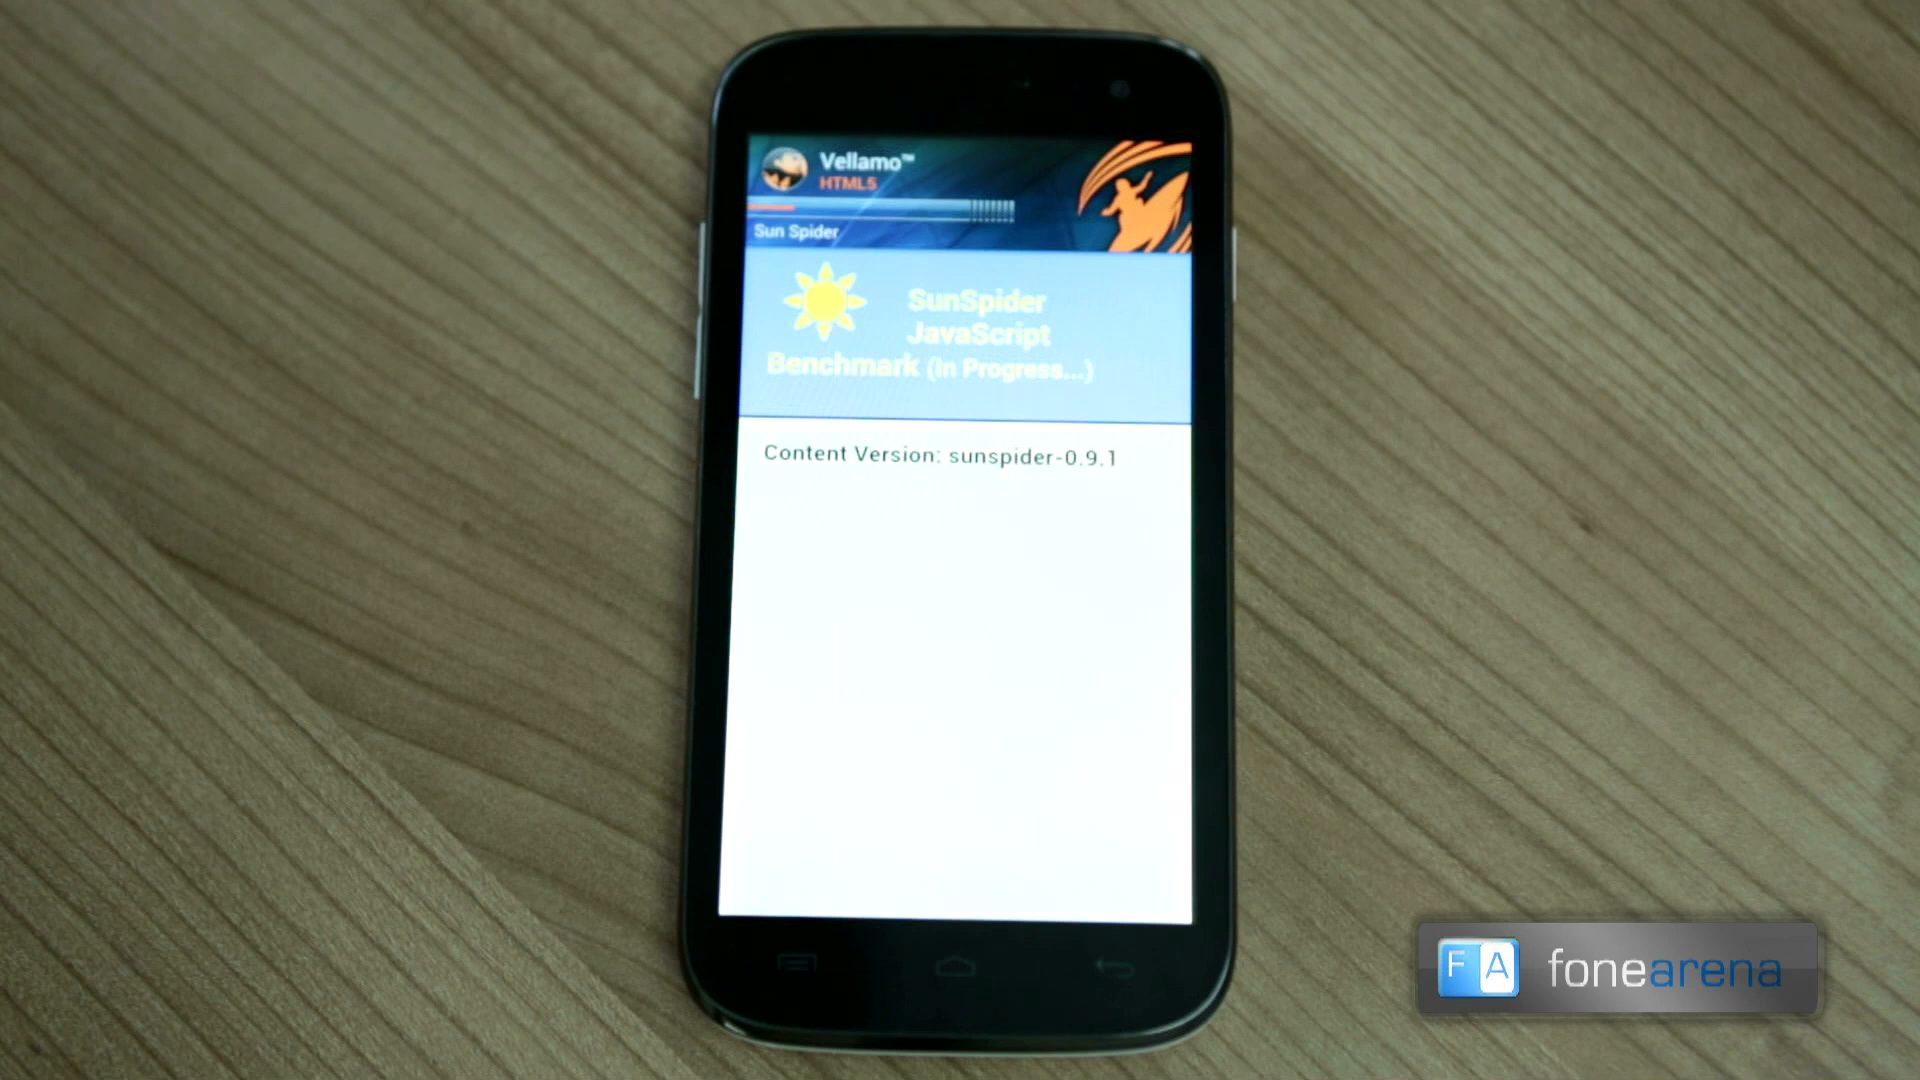 Vellamo™
HTML5
Sun Spider
SunSpider
JavaScript
Benchmark (In Progress...)
Content Version: sunspider-0.9.1
F A fonearena